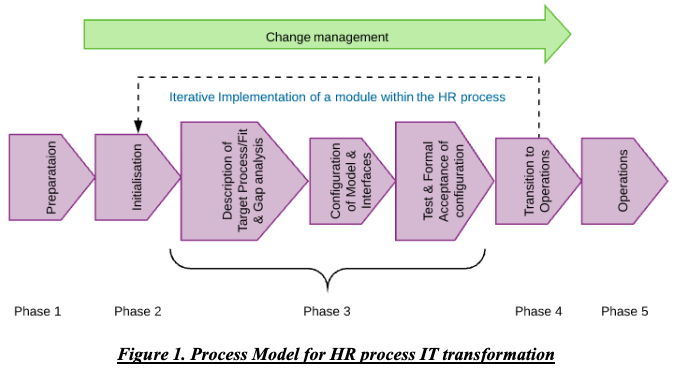 Change management
Iterative Implementation of a module within the HR process
Preparataion
Initialisation
Description of
Target Process/Fit
& Gap analysis
Configuration
of Model &
Interfaces
Test & Formal
Acceptance of
configuration
Transition to
Operations
Operations
Phase 1
Phase 2
Phase 3
Phase 4
Phase 5
Figure 1. Process Model for HR process IT transformation